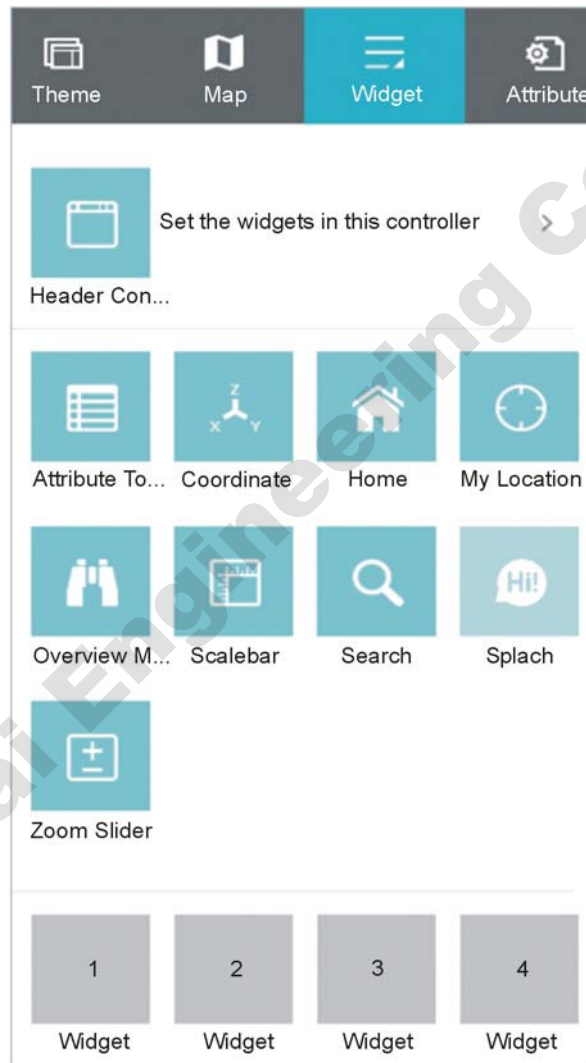 Theme Map Widget Attribute
Set the widgets in this controller >
Header Con...
Z
X Y
Attribute To... Coordinate Home My Location
Hi!
Overview M... Scalebar Search Splach
Zoom Slider
1 2 3 4
Widget Widget Widget Widget